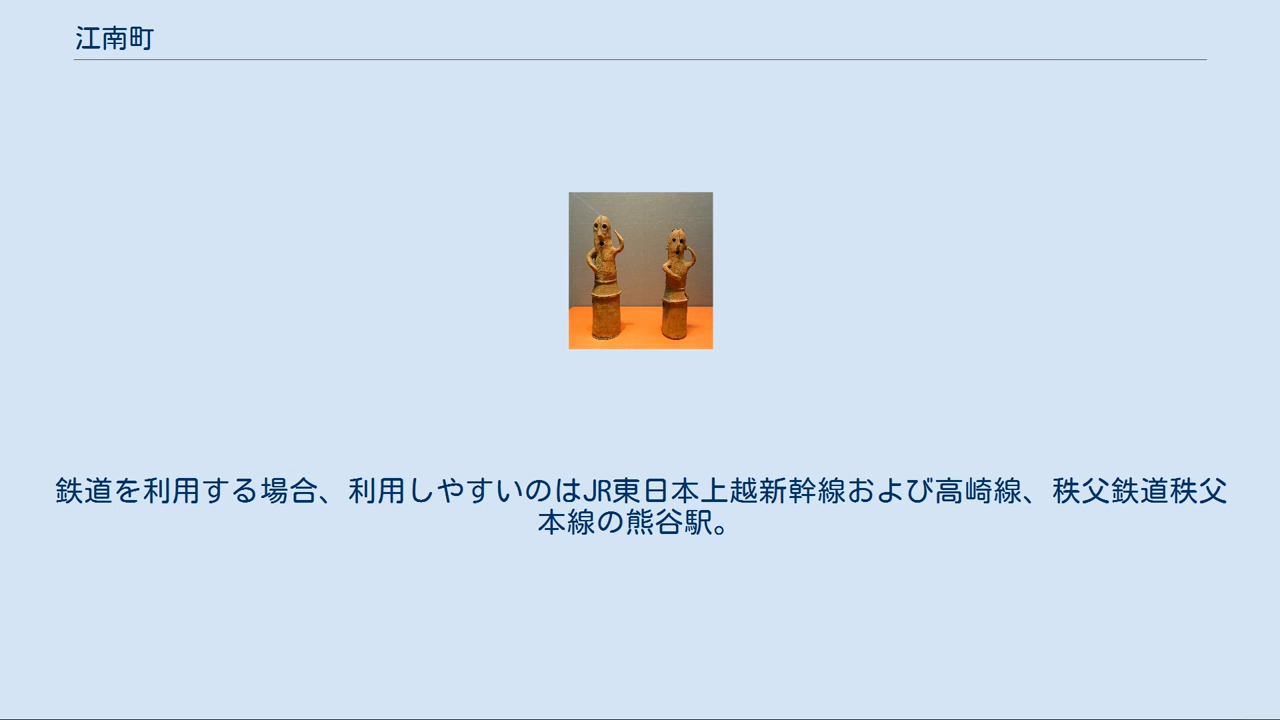 江南町
鉄道を利用する場合、利用しやすいのはJR東日本上越新幹線および高崎線、秩父鉄道秩父
本線の熊谷駅。